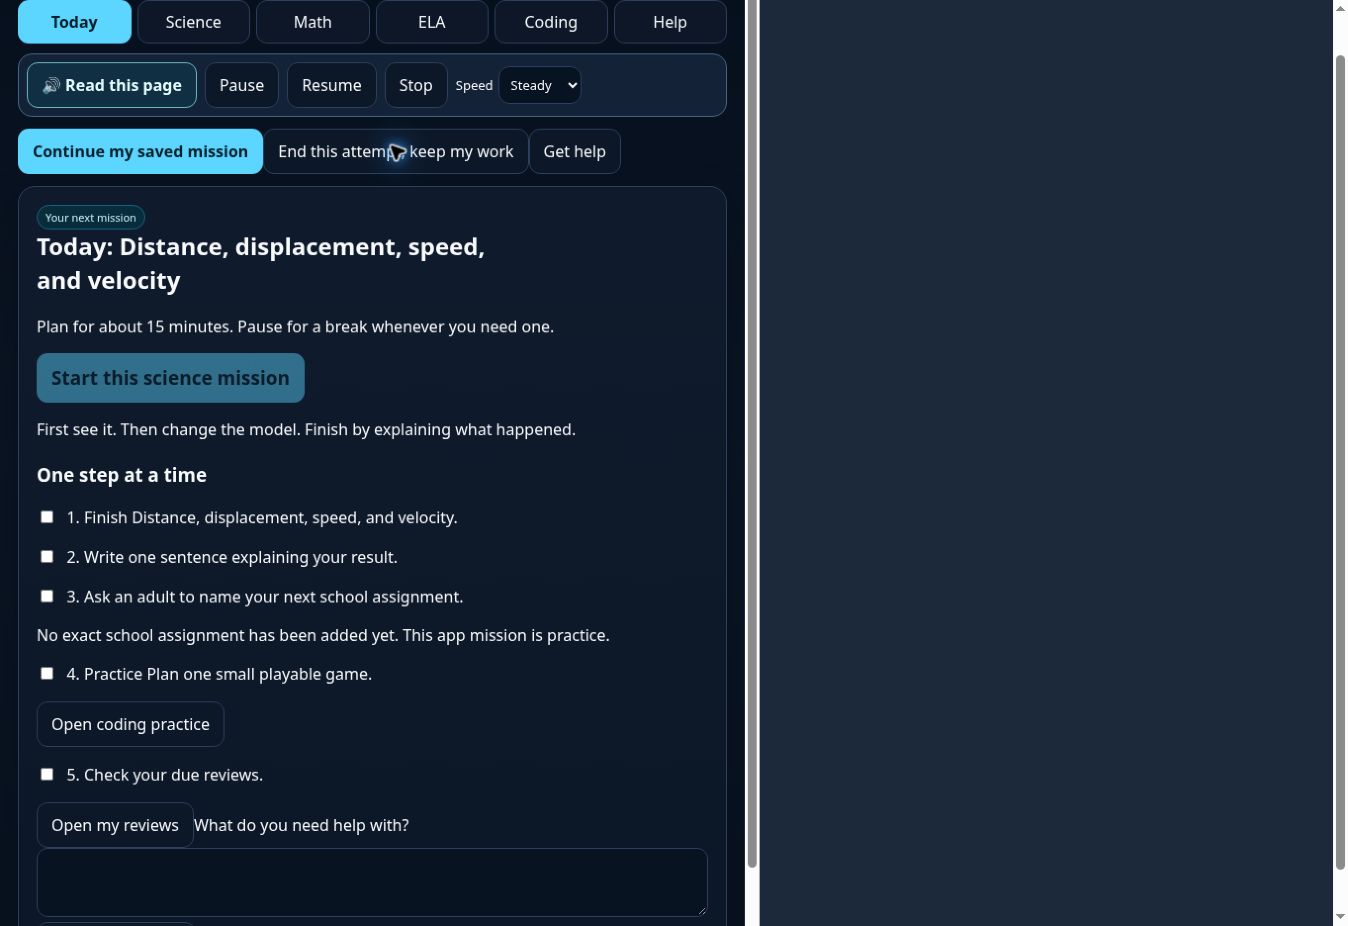 Today Science Math ELA Coding Help
🔊 Read this page Pause Resume Stop Speed Steady
Continue my saved mission End this attemp keep my work Get help
Your next mission
Today: Distance, displacement, speed,
and velocity
Plan for about 15 minutes. Pause for a break whenever you need one.
Start this science mission
First see it. Then change the model. Finish by explaining what happened.
One step at a time
1. Finish Distance, displacement, speed, and velocity.
2. Write one sentence explaining your result.
3. Ask an adult to name your next school assignment.
No exact school assignment has been added yet. This app mission is practice.
4. Practice Plan one small playable game.
Open coding practice
5. Check your due reviews.
Open my reviews What do you need help with?